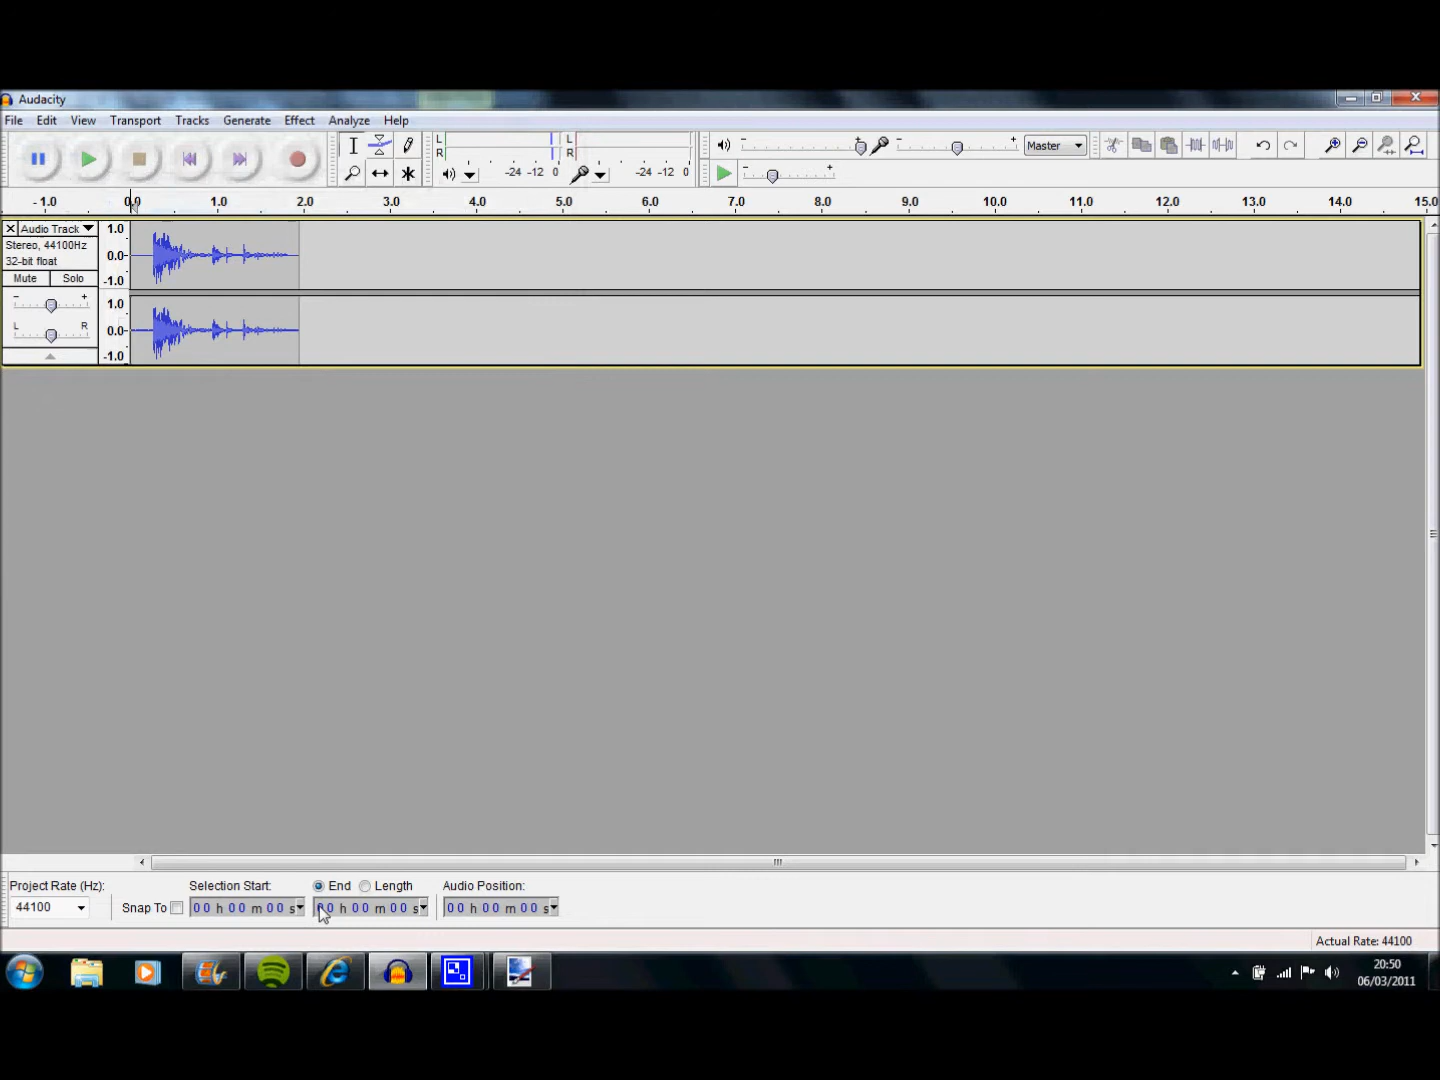 Audacity
File Edit View Transport Tracks Generate Effect Analyze Help
L R -24 -12 0 L R -24 -12 0 - + - + Master
- +
- 1.0 0.0 1.0 2.0 3.0 4.0 5.0 6.0 7.0 8.0 9.0 10.0 11.0 12.0 13.0 14.0 15.0
Audio Track
Stereo, 44100Hz
32-bit float
Mute Solo
- +
L R
1.0
0.0
-1.0
1.0
0.0
-1.0
Project Rate (Hz): Selection Start: End Length Audio Position:
44100 Snap To 00 h 00 m 00 s 00 h 00 m 00 s 00 h 00 m 00 s
Actual Rate: 44100
20:50
06/03/2011